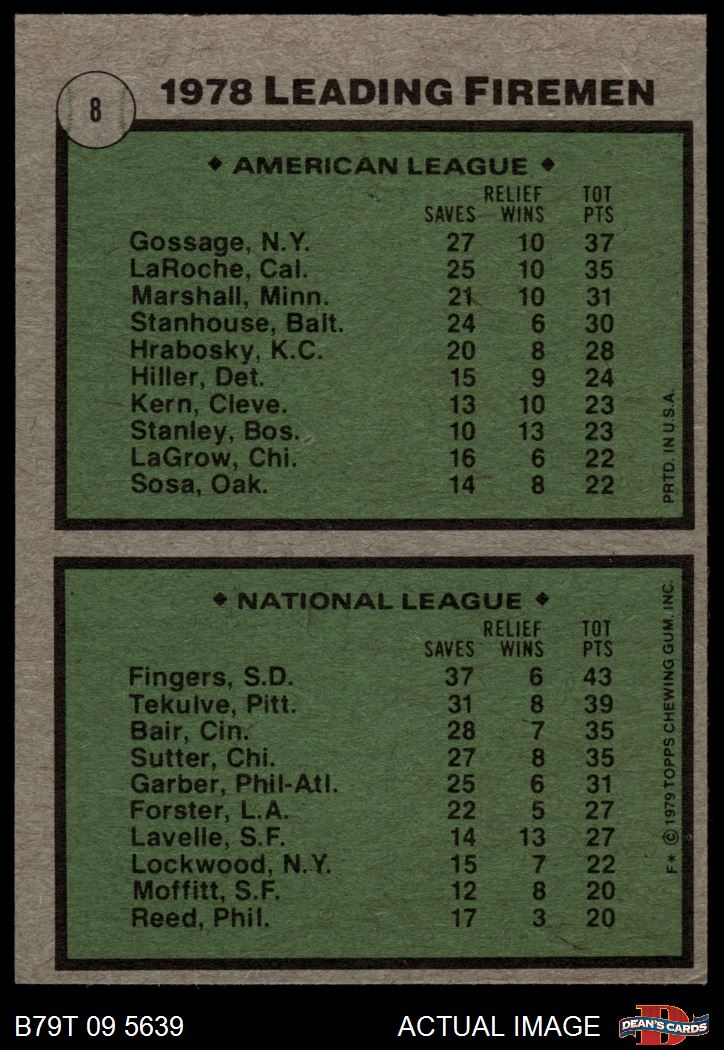 8
1978 LEADING FIREMEN
◆ AMERICAN LEAGUE ◆
SAVES RELIEF WINS TOT PTS
Gossage, N.Y. 27 10 37
LaRoche, Cal. 25 10 35
Marshall, Minn. 21 10 31
Stanhouse, Balt. 24 6 30
Hrabosky, K.C. 20 8 28
Hiller, Det. 15 9 24
Kern, Cleve. 13 10 23
Stanley, Bos. 10 13 23
LaGrow, Chi. 16 6 22
Sosa, Oak. 14 8 22
PRTD. IN U.S.A.
◆ NATIONAL LEAGUE ◆
SAVES RELIEF WINS TOT PTS
Fingers, S.D. 37 6 43
Tekulve, Pitt. 31 8 39
Bair, Cin. 28 7 35
Sutter, Chi. 27 8 35
Garber, Phil-Atl. 25 6 31
Forster, L.A. 22 5 27
Lavelle, S.F. 14 13 27
Lockwood, N.Y. 15 7 22
Moffitt, S.F. 12 8 20
Reed, Phil. 17 3 20
F* © 1979 TOPPS CHEWING GUM, INC.
B79T 09 5639
ACTUAL IMAGE
D
DEAN'S CARDS